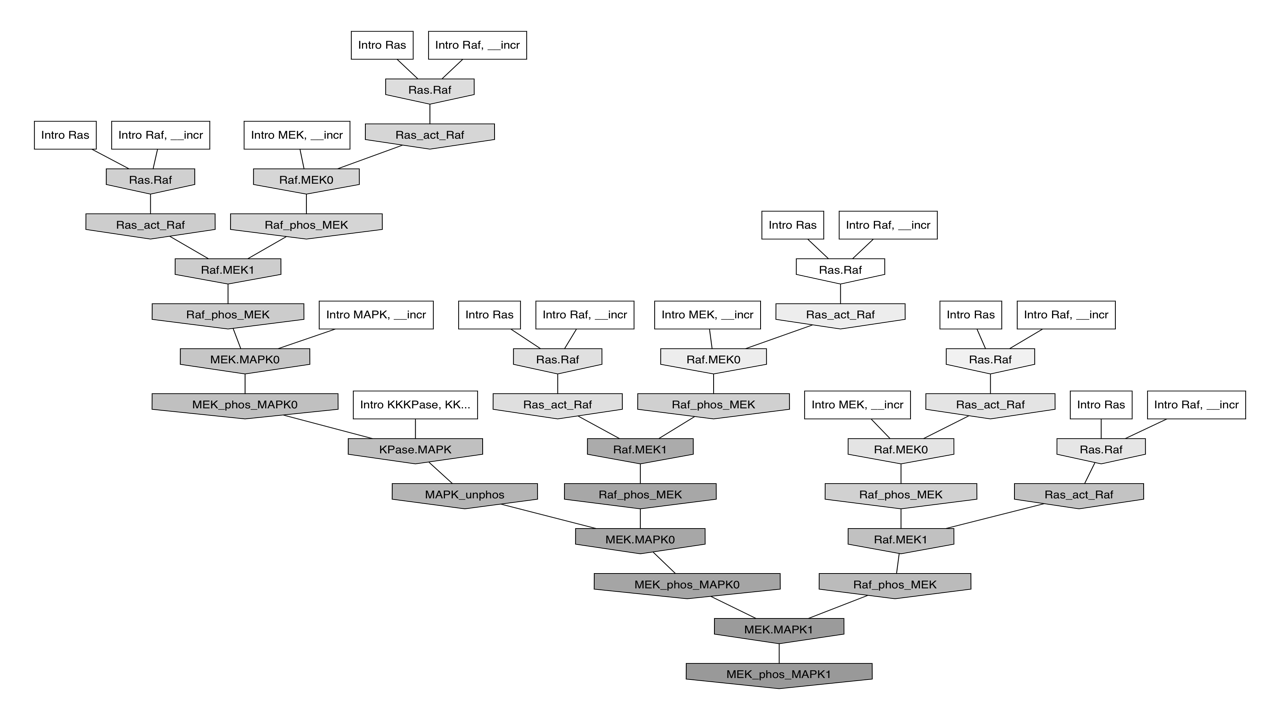 Intro Ras
Intro Raf, __incr
Ras.Raf
Intro Ras
Intro Raf, __incr
Intro MEK, __incr
Ras_act_Raf
Ras.Raf
Raf.MEK0
Ras_act_Raf
Raf_phos_MEK
Intro Ras
Intro Raf, __incr
Raf.MEK1
Ras.Raf
Raf_phos_MEK
Intro MAPK, __incr
Intro Ras
Intro Raf, __incr
Intro MEK, __incr
Ras_act_Raf
Intro Ras
Intro Raf, __incr
MEK.MAPK0
Ras.Raf
Raf.MEK0
Ras.Raf
MEK_phos_MAPK0
Intro KKKPase, KK...
Ras_act_Raf
Raf_phos_MEK
Intro MEK, __incr
Ras_act_Raf
Intro Ras
Intro Raf, __incr
KPase.MAPK
Raf.MEK1
Raf.MEK0
Ras.Raf
MAPK_unphos
Raf_phos_MEK
Raf_phos_MEK
Ras_act_Raf
MEK.MAPK0
Raf.MEK1
MEK_phos_MAPK0
Raf_phos_MEK
MEK.MAPK1
MEK_phos_MAPK1